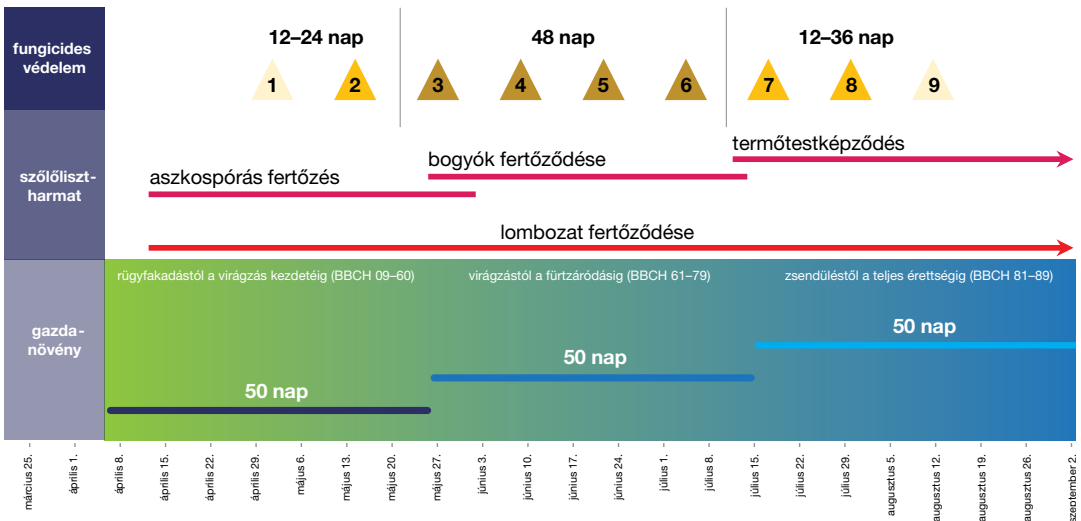 fungicides
védelem
12–24 nap
48 nap
12–36 nap
1
2
3
4
5
6
7
8
9
szőlőliszt-
harmat
termőtestképződés
bogyók fertőződése
aszkospórás fertőzés
lombozat fertőződése
gazda-
növény
rügyfakadástól a virágzás kezdetéig (BBCH 09–60)
virágzástól a fürtzáródásig (BBCH 61–79)
zsendüléstől a teljes érettségig (BBCH 81–89)
50 nap
50 nap
50 nap
március 25.
április 1.
április 8.
április 15.
április 22.
április 29.
május 6.
május 13.
május 20.
május 27.
június 3.
június 10.
június 17.
június 24.
július 1.
július 8.
július 15.
július 22.
július 29.
augusztus 5.
augusztus 12.
augusztus 19.
augusztus 26.
szeptember 2.